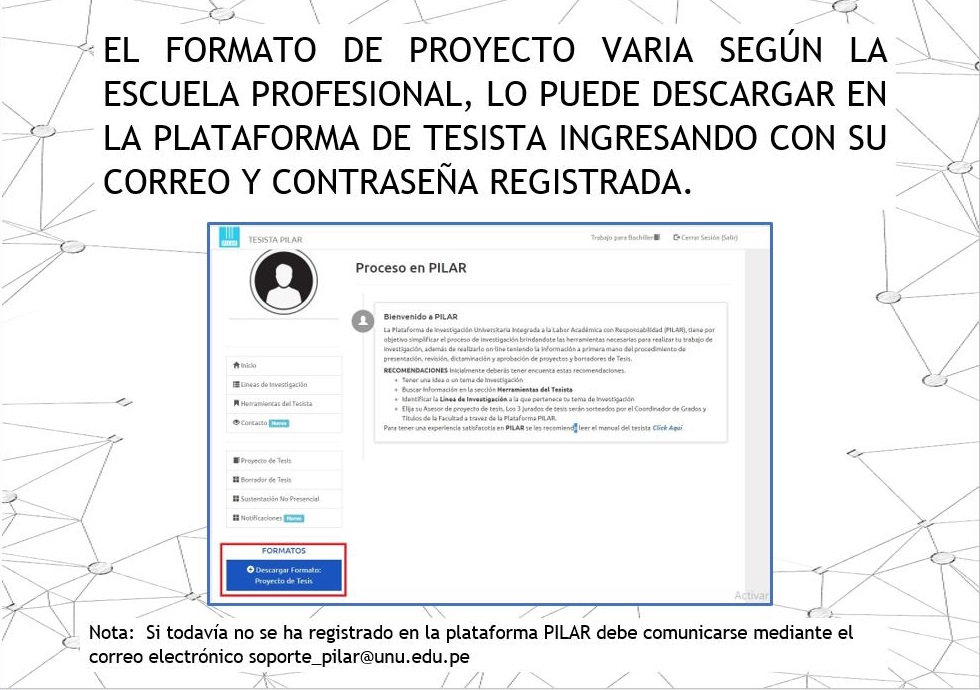 EL FORMATO DE PROYECTO VARIA SEGÚN LA
ESCUELA PROFESIONAL, LO PUEDE DESCARGAR EN
LA PLATAFORMA DE TESISTA INGRESANDO CON SU
CORREO Y CONTRASEÑA REGISTRADA.
PILAR TESISTA PILAR
Trabajo para Bachiller Cerrar Sesión (Salir)
Proceso en PILAR
Bienvenido a PILAR
La Plataforma de Investigación Universitaria Integrada a la Labor Académica con Responsabilidad (PILAR), tiene por
objetivo simplificar el proceso de investigación brindandote las herramientas necesarias para realizar tu trabajo de
investigación, además de realizarlo on-line teniendo la información a primera mano del procedimiento de
presentación, revisión, dictaminación y aprobación de proyectos y borradores de Tesis.
RECOMENDACIONES Inicialmente deberás tener encuenta estas recomendaciones.
Tener una idea o un tema de Investigación
Buscar Información en la sección Herramientas del Tesista
Identificar la Linea de Investigación a la que pertenece tu tema de Investigación
Elija su Asesor de proyecto de tesis. Los 3 jurados de tesis serán sorteados por el Coordinador de Grados y
Titulos de la Facultad a travez de la Plataforma PILAR.
Para tener una experiencia satisfacotia en PILAR se les recomienda leer el manual del tesista Click Aquí
Inicio
Líneas de Investigación
Herramientas del Tesista
Contacto Nuevo
Proyecto de Tesis
Borrador de Tesis
Sustentación No Presencial
Notificaciones Nuevo
FORMATOS
Descargar Formato:
Proyecto de Tesis
Activar
Nota: Si todavía no se ha registrado en la plataforma PILAR debe comunicarse mediante el
correo electrónico soporte_pilar@unu.edu.pe